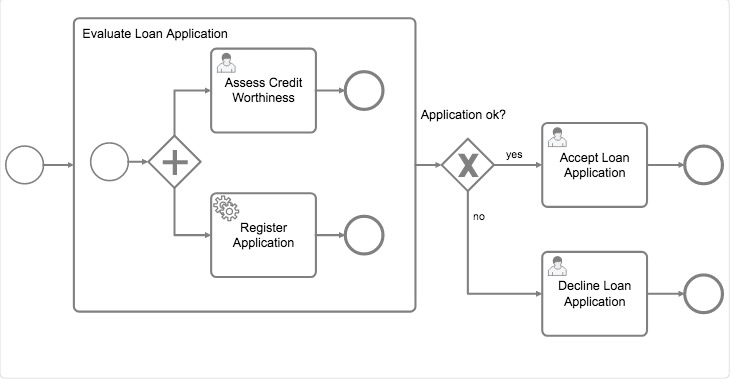 Evaluate Loan Application
Assess Credit
Worthiness
Register
Application
Application ok?
yes
Accept Loan
Application
no
Decline Loan
Application